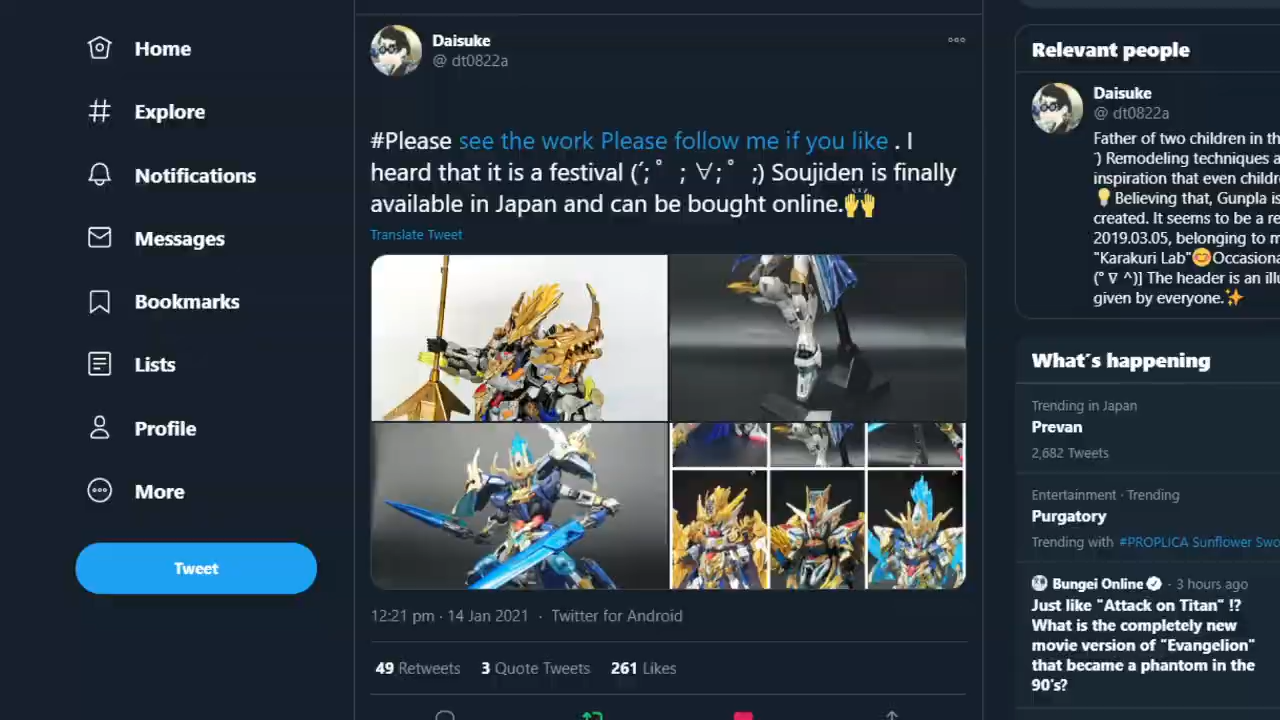 Home
Explore
Notifications
Messages
Bookmarks
Lists
Profile
More
Tweet
Daisuke
@ dt0822a
#Please see the work Please follow me if you like . I
heard that it is a festival (´; ゜ ; ∀; ゜ ;) Soujiden is finally
available in Japan and can be bought online.🙌
Translate Tweet
12:21 pm · 14 Jan 2021 · Twitter for Android
49 Retweets 3 Quote Tweets 261 Likes
Relevant people
Daisuke
@ dt0822a
Father of two children in th
') Remodeling techniques a
inspiration that even childr
💡Believing that, Gunpla is
created. It seems to be a re
2019.03.05, belonging to m
"Karakuri Lab"😊Occasiona
(° ∇ ^)] The header is an illu
given by everyone.✨
What's happening
Trending in Japan
Prevan
2,682 Tweets
Entertainment · Trending
Purgatory
Trending with #PROPLICA Sunflower Swo
Bungei Online · 3 hours ago
Just like "Attack on Titan" !?
What is the completely new
movie version of "Evangelion"
that became a phantom in the
90's?